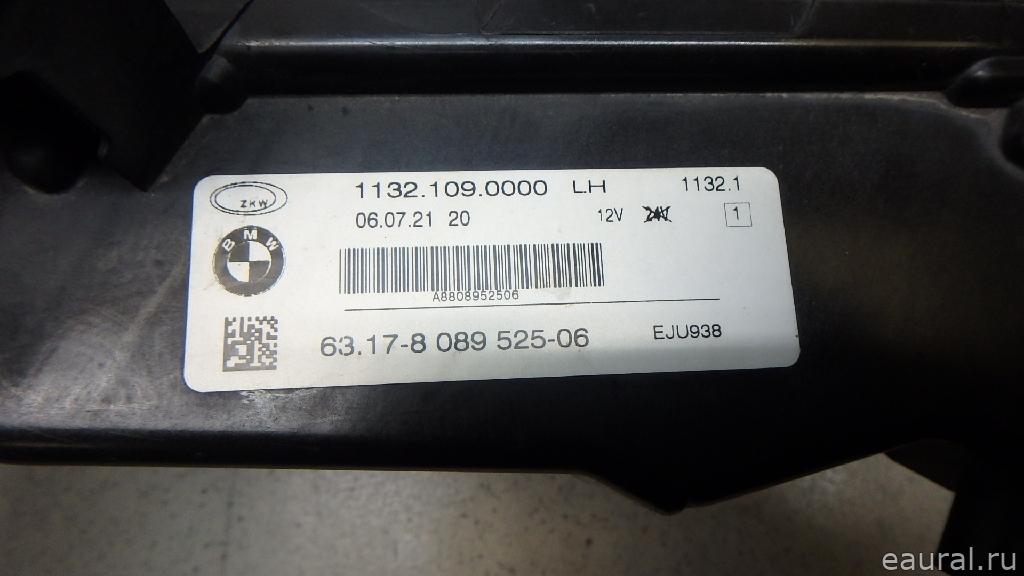 ZKW
1132.109.0000 LH 1132.1
06.07.21 20 12V 24V 1
BMW
A8808952506
63.17-8 089 525-06 EJU938
eaural.ru